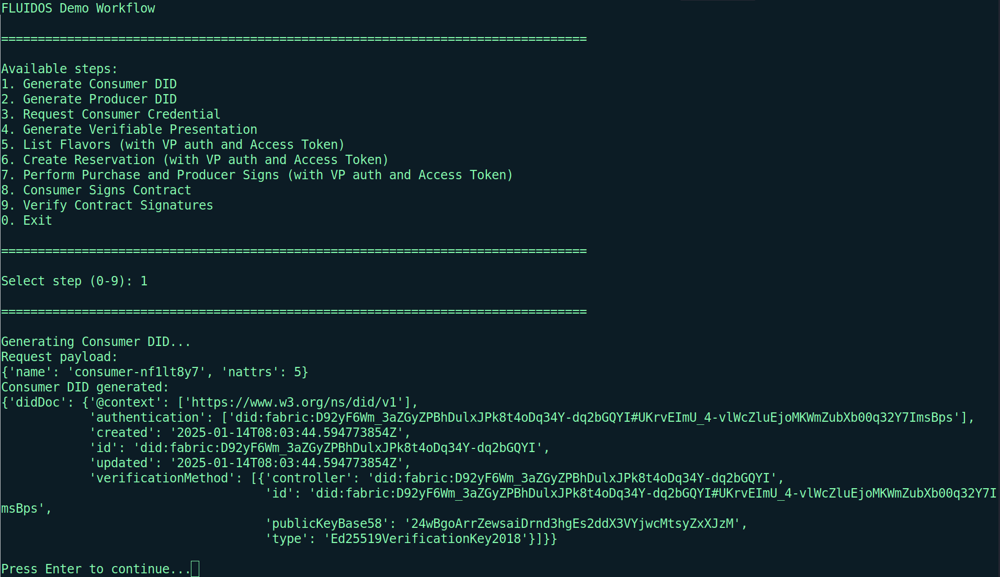 FLUIDOS Demo Workflow
================================================================================
Available steps:
1. Generate Consumer DID
2. Generate Producer DID
3. Request Consumer Credential
4. Generate Verifiable Presentation
5. List Flavors (with VP auth and Access Token)
6. Create Reservation (with VP auth and Access Token)
7. Perform Purchase and Producer Signs (with VP auth and Access Token)
8. Consumer Signs Contract
9. Verify Contract Signatures
0. Exit
================================================================================
Select step (0-9): 1
================================================================================
Generating Consumer DID...
Request payload:
{'name': 'consumer-nf1lt8y7', 'nattrs': 5}
Consumer DID generated:
{'didDoc': {'@context': ['https://www.w3.org/ns/did/v1'],
            'authentication': ['did:fabric:D92yF6Wm_3aZGyZPBhDulxJPk8t4oDq34Y-dq2bGQYI#UKrvEImU_4-vlWcZluEjoMKWmZubXb00q32Y7ImsBps'],
            'created': '2025-01-14T08:03:44.594773854Z',
            'id': 'did:fabric:D92yF6Wm_3aZGyZPBhDulxJPk8t4oDq34Y-dq2bGQYI',
            'updated': '2025-01-14T08:03:44.594773854Z',
            'verificationMethod': [{'controller': 'did:fabric:D92yF6Wm_3aZGyZPBhDulxJPk8t4oDq34Y-dq2bGQYI',
                                    'id': 'did:fabric:D92yF6Wm_3aZGyZPBhDulxJPk8t4oDq34Y-dq2bGQYI#UKrvEImU_4-vlWcZluEjoMKWmZubXb00q32Y7I
msBps',
                                    'publicKeyBase58': '24wBgoArrZewsaiDrnd3hgEs2ddX3VYjwcMtsyZxXJzM',
                                    'type': 'Ed25519VerificationKey2018'}]}}
Press Enter to continue...